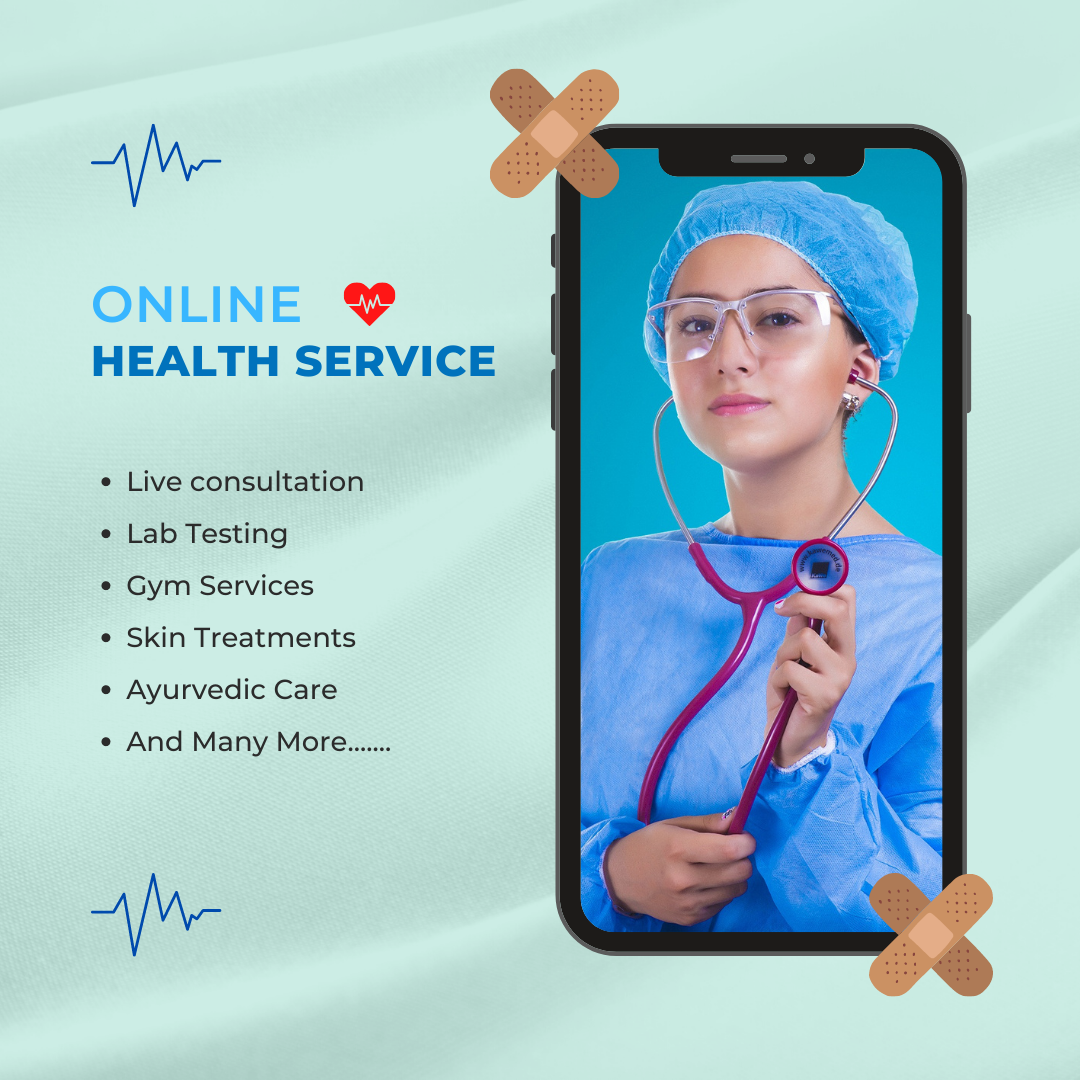 ONLINE
HEALTH SERVICE
• Live consultation
• Lab Testing
• Gym Services
• Skin Treatments
• Ayurvedic Care
• And Many More.......